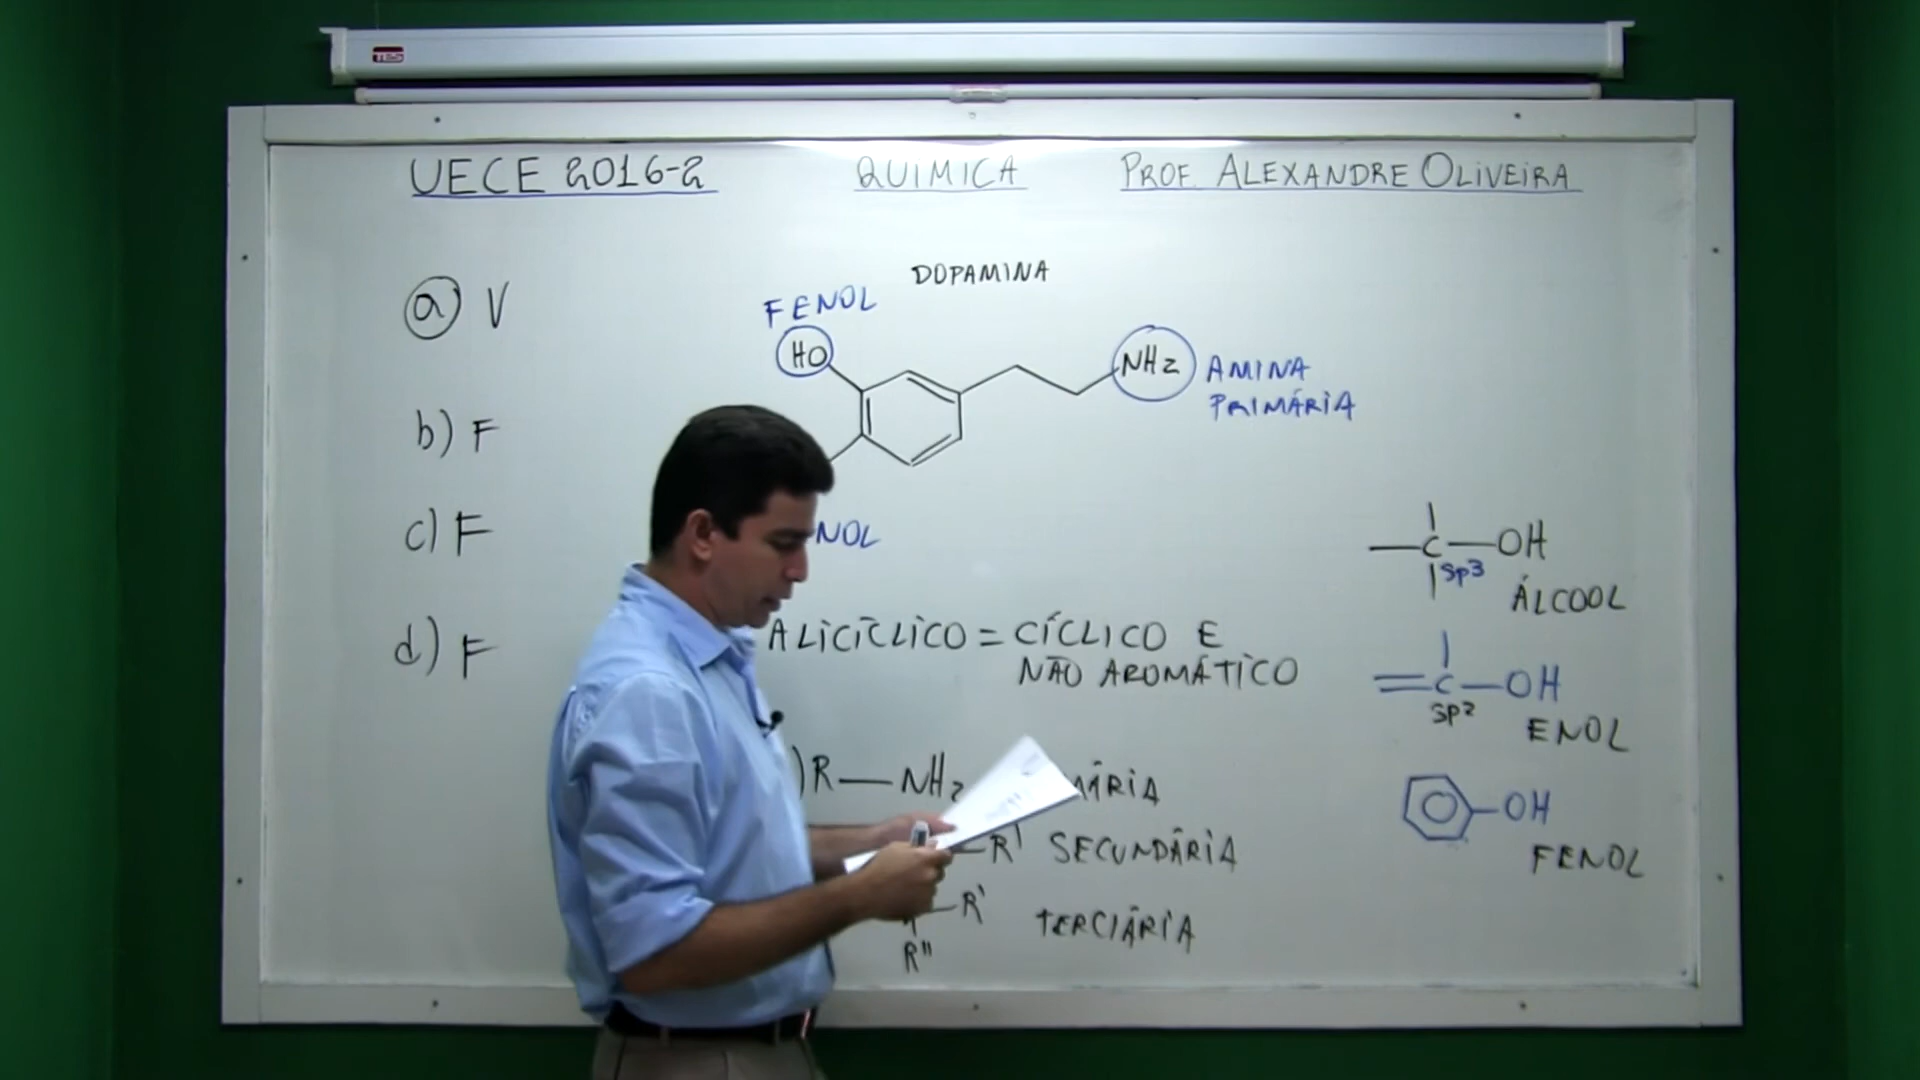 UECE 2016-2 QUIMICA PROF. ALEXANDRE OLIVEIRA
DOPAMINA
a) V
FENOL
HO
NH2 AMINA
PRIMÁRIA
b) F
c) F
NOL
C OH
sp3
ÁLCOOL
d) F
ALICÍCLICO = CÍCLICO E
NÃO AROMÁTICO
C OH
sp2
ENOL
) R — NH2 ÁRIA
OH
R' SECUNDÁRIA
FENOL
R' TERCIÁRIA
R"